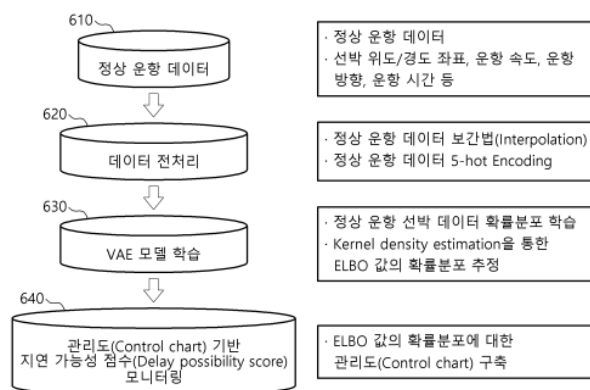 610
정상 운항 데이터
· 정상 운항 데이터
· 선박 위도/경도 좌표, 운항 속도, 운항
방향, 운항 시간 등
620
데이터 전처리
· 정상 운항 데이터 보간법(Interpolation)
· 정상 운항 데이터 5-hot Encoding
630
VAE 모델 학습
· 정상 운항 선박 데이터 확률분포 학습
· Kernel density estimation을 통한
ELBO 값의 확률분포 추정
640
관리도(Control chart) 기반
지연 가능성 점수(Delay possibility score)
모니터링
· ELBO 값의 확률분포에 대한
관리도(Control chart) 구축